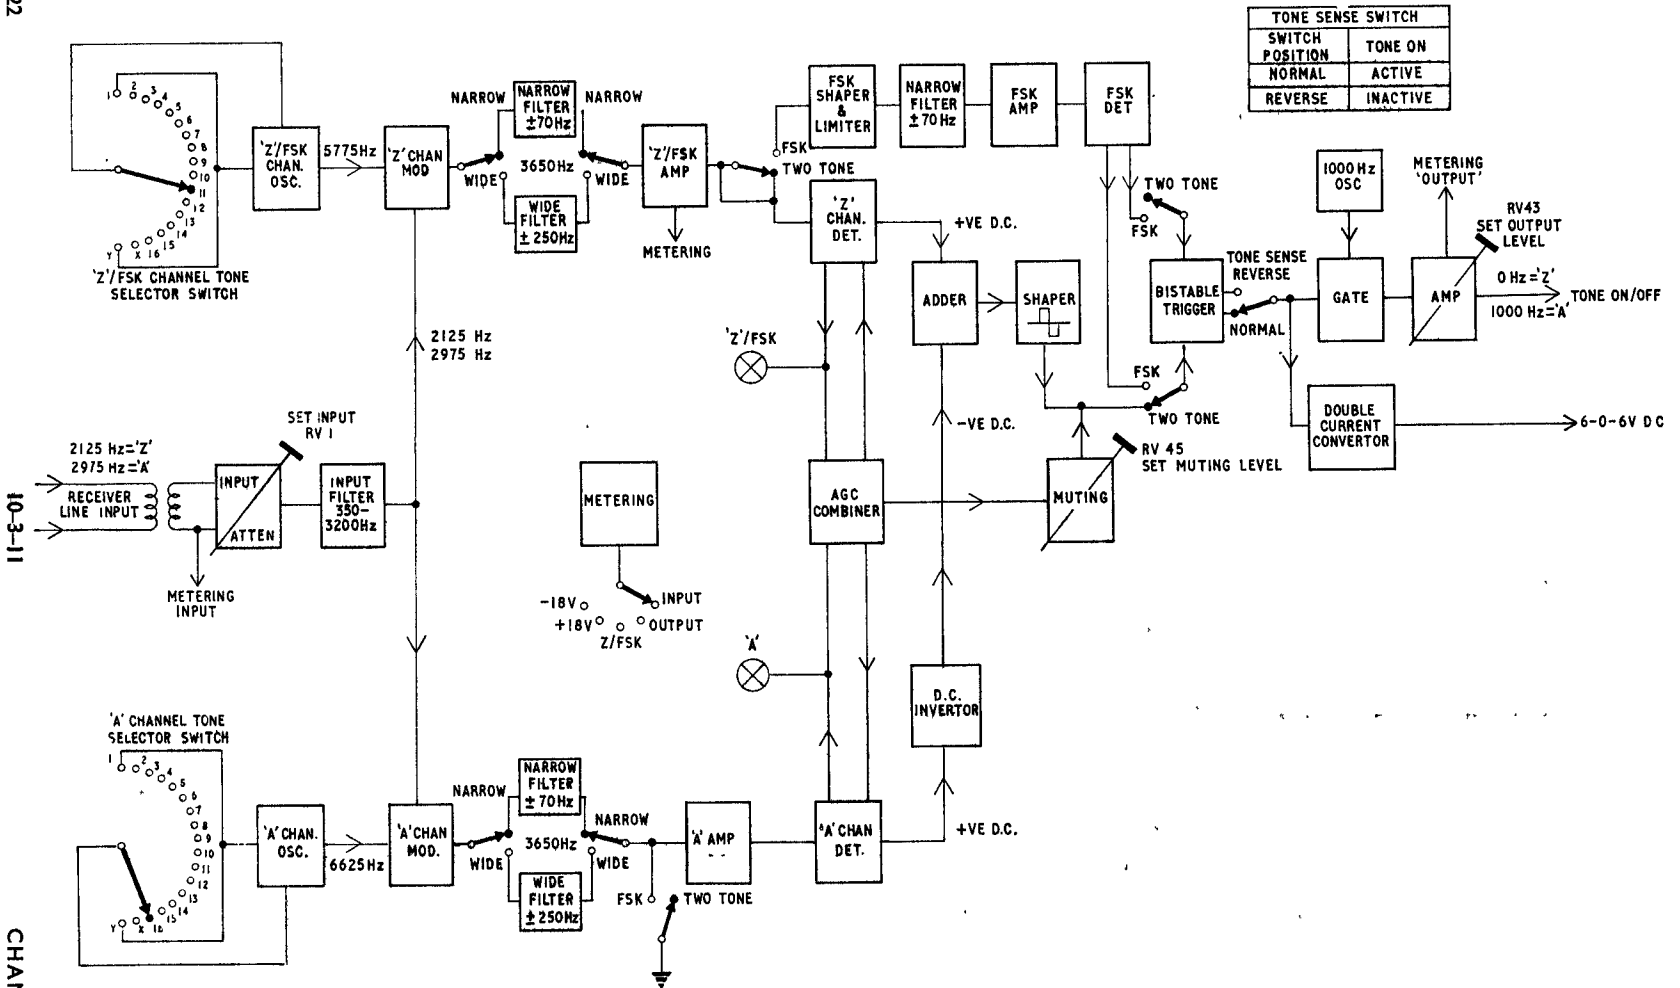 22
10-3-11
CHAN
TONE SENSE SWITCH
SWITCH POSITION
TONE ON
NORMAL
ACTIVE
REVERSE
INACTIVE
1
2
3
4
5
6
7
8
9
10
11
12
13
14
15
16
X
Y
'Z'/FSK CHANNEL TONE
SELECTOR SWITCH
'Z'/FSK
CHAN.
OSC.
5775Hz
'Z' CHAN
MOD
NARROW
WIDE
NARROW
FILTER
±70Hz
3650Hz
WIDE
FILTER
± 250Hz
NARROW
WIDE
'Z'/FSK
AMP
METERING
FSK
TWO TONE
FSK
SHAPER
&
LIMITER
NARROW
FILTER
±70Hz
FSK
AMP
FSK
DET
'Z'
CHAN.
DET.
+VE D.C.
ADDER
SHAPER
TWO TONE
FSK
BISTABLE
TRIGGER
TONE SENSE
REVERSE
NORMAL
FSK
TWO TONE
1000Hz
OSC
GATE
METERING
'OUTPUT'
AMP
RV43
SET OUTPUT
LEVEL
0 Hz='Z'
1000 Hz='A'
TONE ON/OFF
DOUBLE
CURRENT
CONVERTOR
6-0-6V DC
2125 Hz
2975 Hz
'Z'/FSK
-VE D.C.
SET INPUT
RV 1
2125 Hz='Z'
2975 Hz='A'
RECEIVER
LINE INPUT
INPUT
ATTEN
INPUT
FILTER
350-
3200Hz
METERING
INPUT
METERING
-18V
+18V
Z/FSK
OUTPUT
INPUT
AGC
COMBINER
MUTING
RV 45
SET MUTING LEVEL
'A'
D.C.
INVERTOR
'A' CHANNEL TONE
SELECTOR SWITCH
1
2
3
4
5
6
7
8
9
10
11
12
13
14
15
16
X
Y
'A' CHAN.
OSC.
6625Hz
'A' CHAN
MOD.
NARROW
WIDE
NARROW
FILTER
±70Hz
3650Hz
WIDE
FILTER
±250Hz
NARROW
WIDE
FSK
TWO TONE
'A' AMP
'A' CHAN
DET.
+VE D.C.